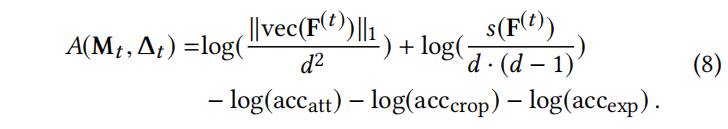 A(M_t, Δ_t) = log(‖vec(F^(t))‖_1 / d^2) + log(s(F^(t)) / d · (d − 1))
− log(acc_att) − log(acc_crop) − log(acc_exp) . (8)